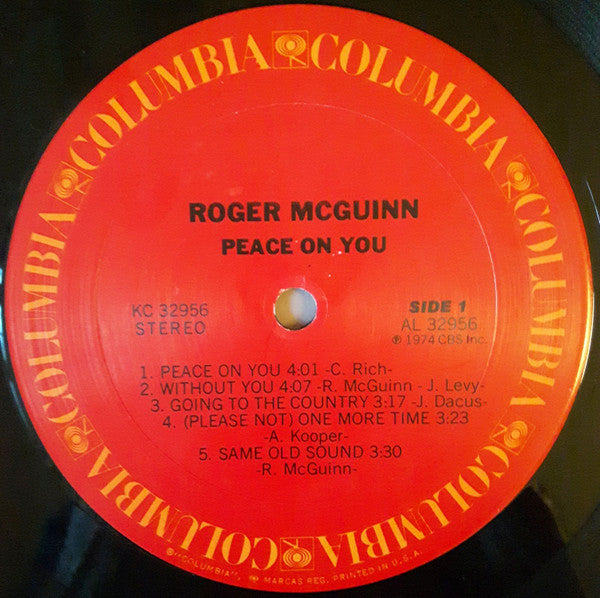 COLUMBIA COLUMBIA COLUMBIA COLUMBIA COLUMBIA COLUMBIA
ROGER MCGUINN
PEACE ON YOU
KC 32956
STEREO
SIDE 1
AL 32956
℗ 1974 CBS Inc.
1. PEACE ON YOU 4:01 -C. Rich-
2. WITHOUT YOU 4:07 -R. McGuinn - J. Levy-
3. GOING TO THE COUNTRY 3:17 -J. Dacus-
4. (PLEASE NOT) ONE MORE TIME 3:23
-A. Kooper-
5. SAME OLD SOUND 3:30
-R. McGuinn-
®"COLUMBIA", MARCAS REG. PRINTED IN U.S.A.